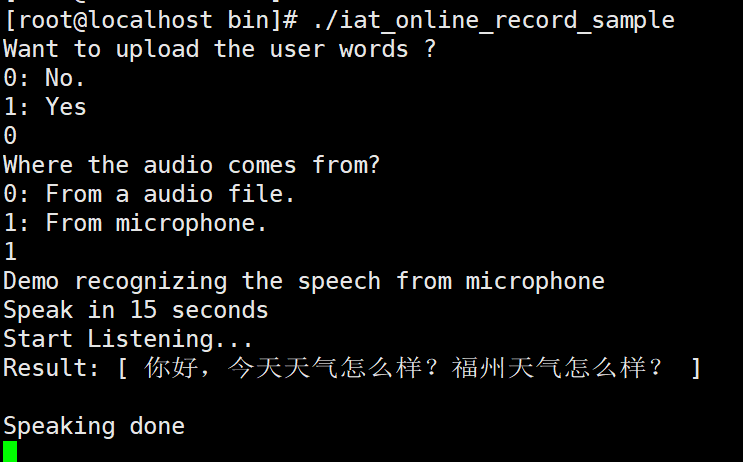 [root@localhost bin]# ./iat_online_record_sample
Want to upload the user words ?
0: No.
1: Yes
0
Where the audio comes from?
0: From a audio file.
1: From microphone.
1
Demo recognizing the speech from microphone
Speak in 15 seconds
Start Listening...
Result: [ 你好，今天天气怎么样？福州天气怎么样？ ]
Speaking done